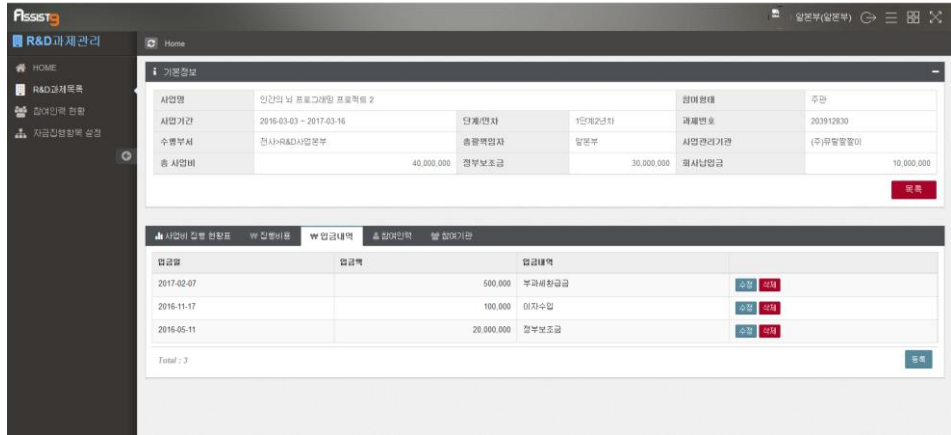 Assist9
알본부(알본부)
R&D과제관리
Home
HOME
R&D과제목록
참여인력 현황
자금집행항목 설정
기본정보
사업명 인간의 뇌 프로그래밍 프로젝트 2 참여형태 주관
사업기간 2016-03-03 ~ 2017-03-16 단계/연차 1단계2년차 과제번호 203912830
수행부서 전사>R&D사업본부 총괄책임자 알본부 사업관리기관
총 사업비 40,000,000 정부보조금 30,000,000 회사납입금 10,000,000
목록
사업비 집행 현황표 ₩ 집행비용 ₩ 입금내역 참여인력 참여기관
입금일 입금액 입금내역
2017-02-07 500,000 부과세환급금 수정 삭제
2016-11-17 100,000 이자수입 수정 삭제
2016-05-11 20,000,000 정부보조금 수정 삭제
Total : 3
등록